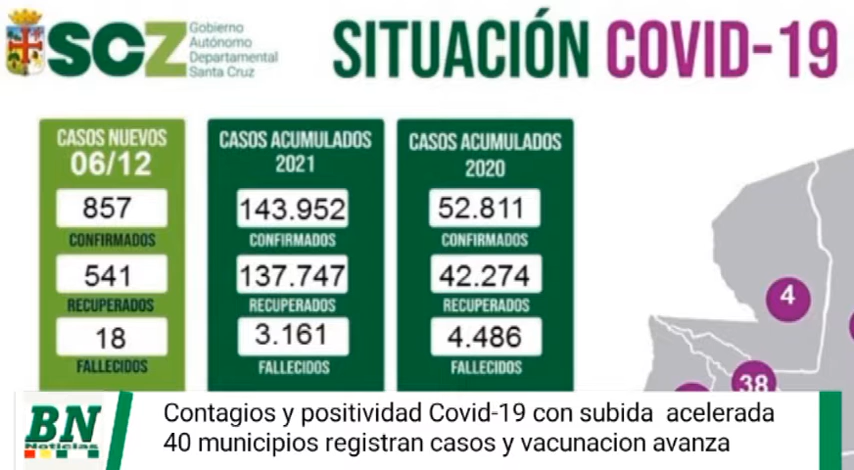 SCZ
Gobierno
Autónomo
Departamental
Santa Cruz
SITUACIÓN COVID-19
CASOS NUEVOS
06/12
857
CONFIRMADOS
541
RECUPERADOS
18
FALLECIDOS
CASOS ACUMULADOS
2021
143.952
CONFIRMADOS
137.747
RECUPERADOS
3.161
FALLECIDOS
CASOS ACUMULADOS
2020
52.811
CONFIRMADOS
42.274
RECUPERADOS
4.486
FALLECIDOS
4
38
BN
Noticias
Contagios y positividad Covid-19 con subida acelerada
40 municipios registran casos y vacunacion avanza